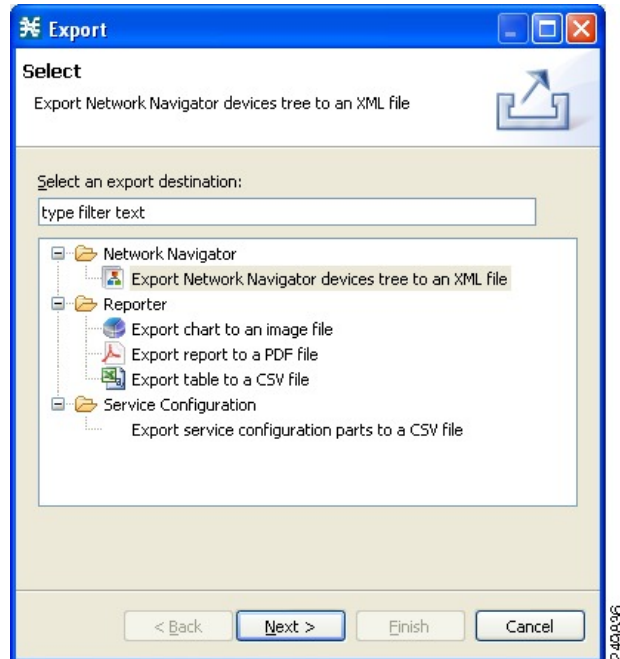 Export
Select
Export Network Navigator devices tree to an XML file
Select an export destination:
type filter text
Network Navigator
Export Network Navigator devices tree to an XML file
Reporter
Export chart to an image file
Export report to a PDF file
Export table to a CSV file
Service Configuration
Export service configuration parts to a CSV file
< Back
Next >
Finish
Cancel
249896